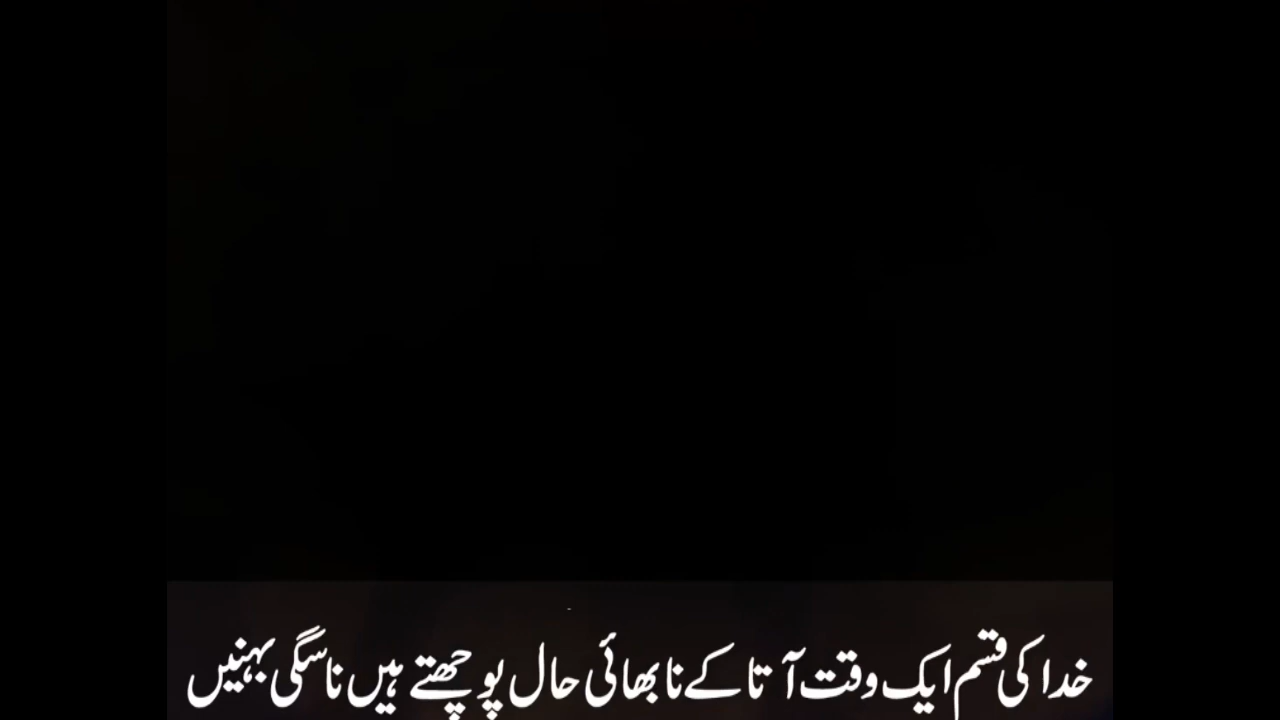 خدا کی قسم ایک وقت آتا کے نا بھائی حال پوچھتے ہیں نا سگی بہنیں